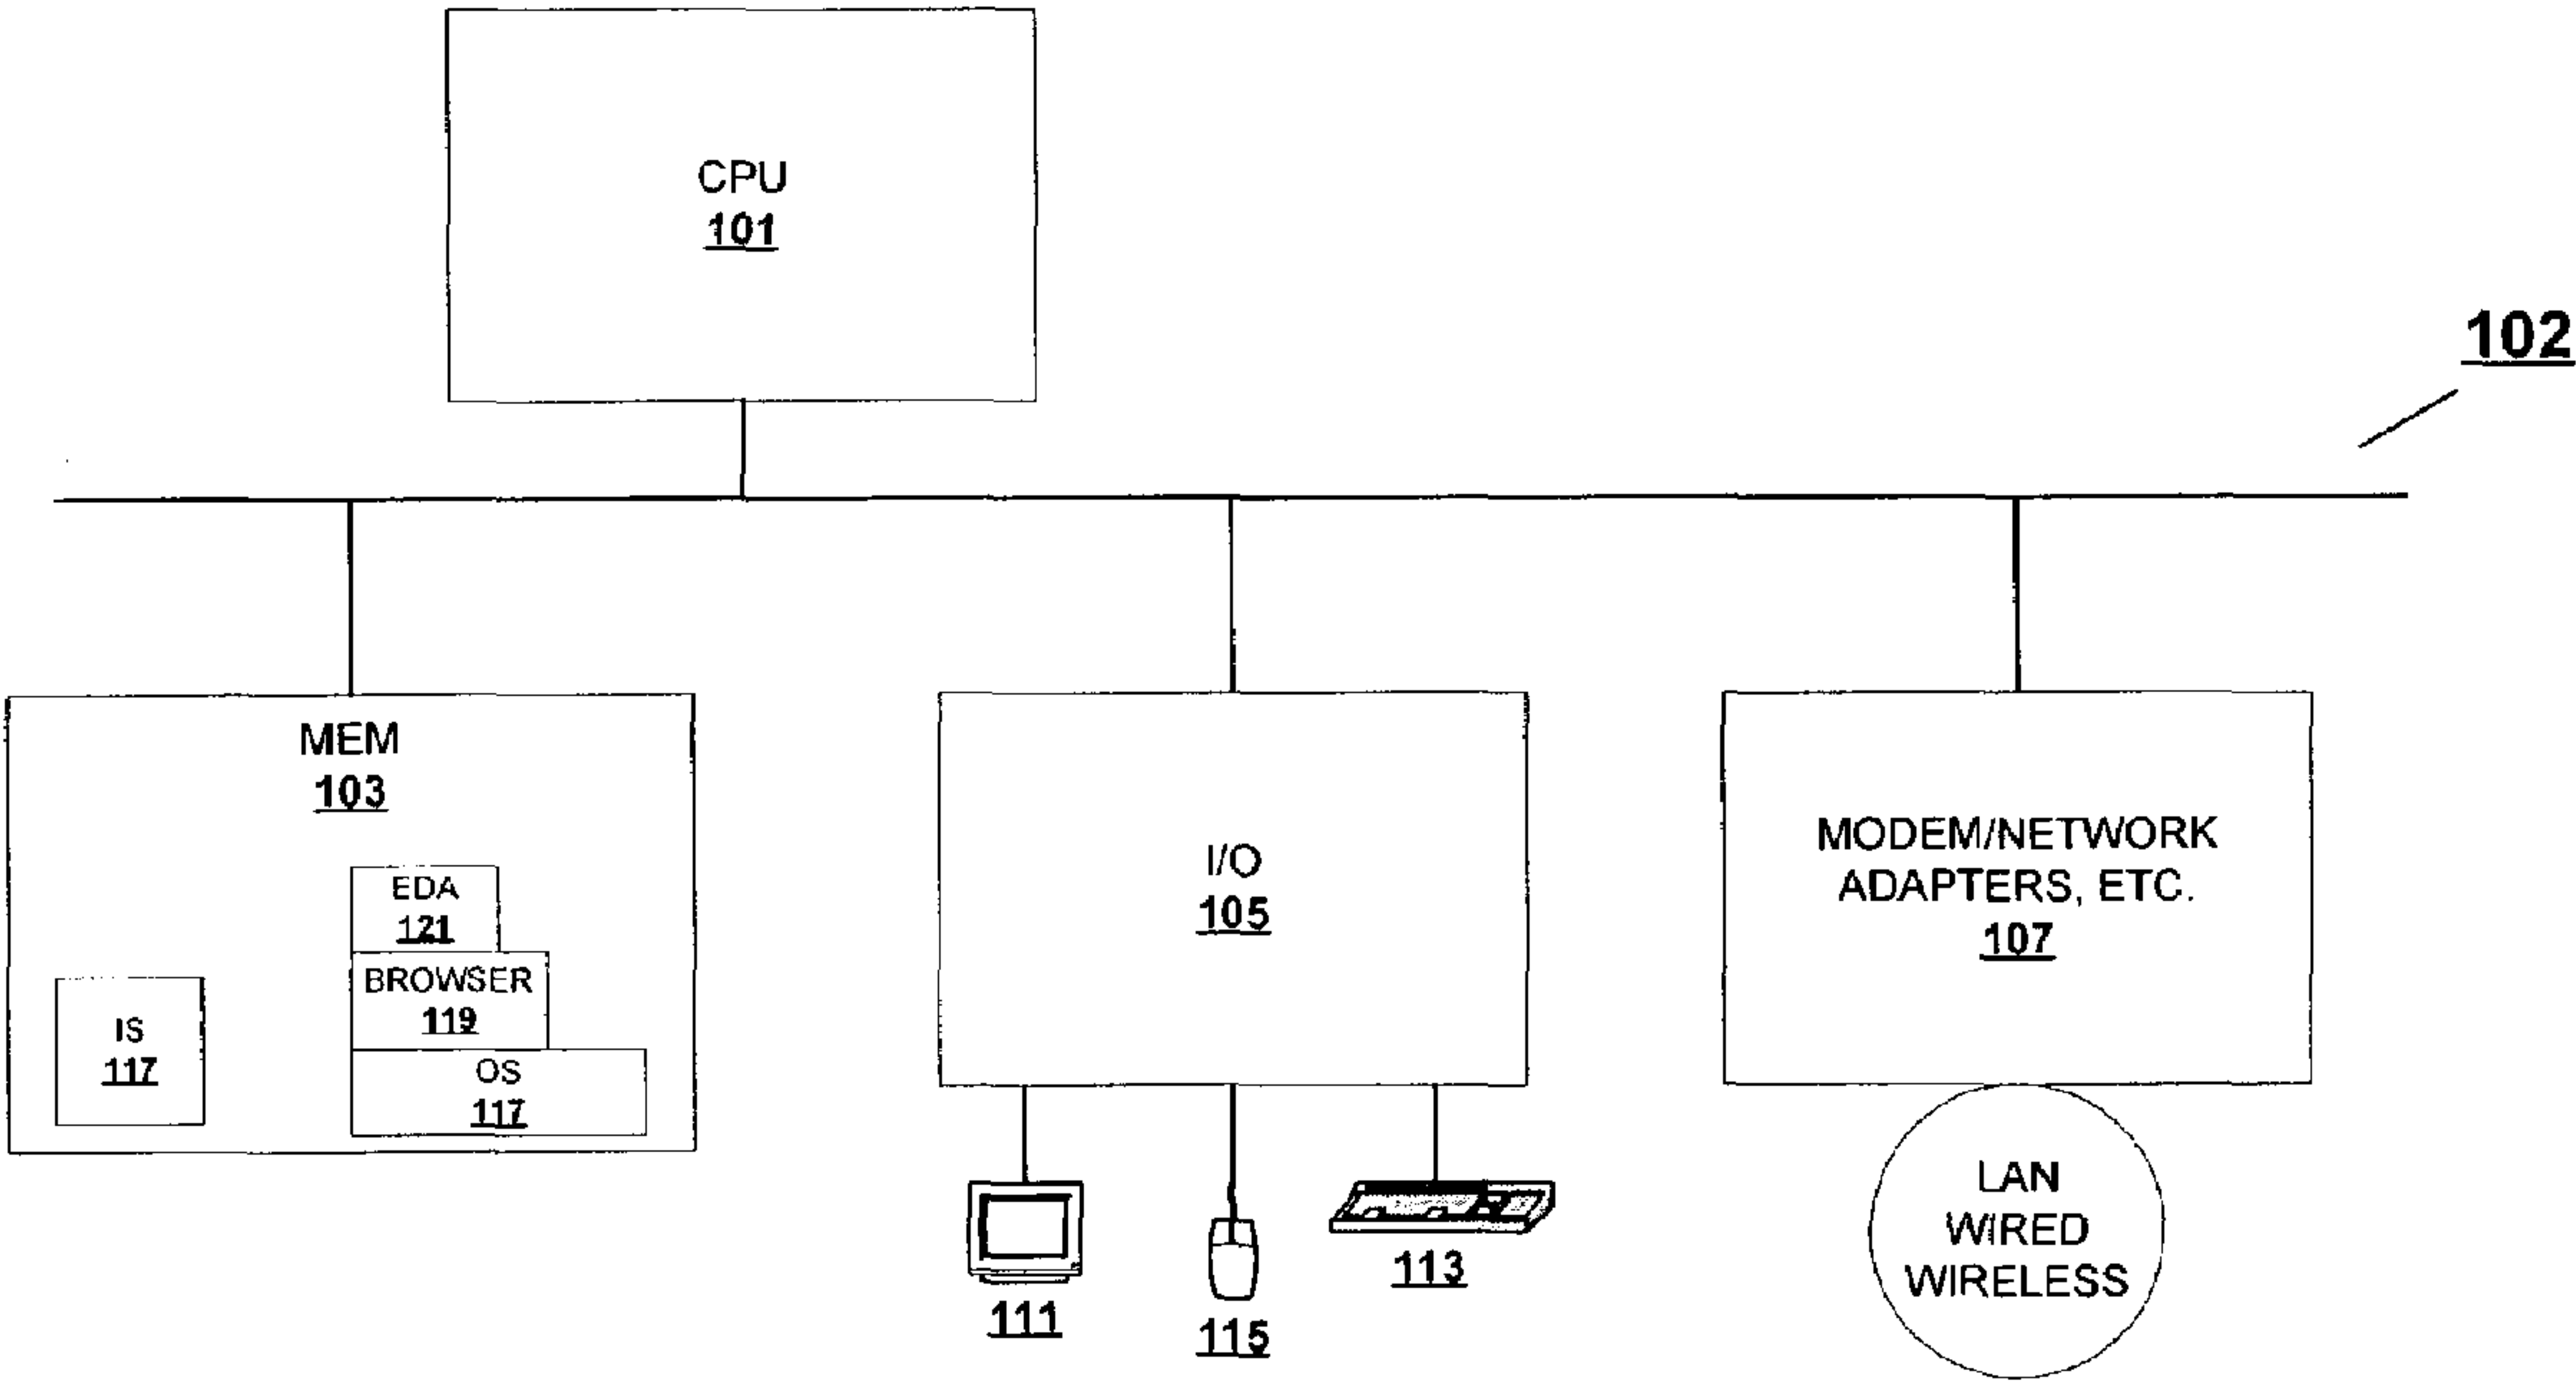 CPU
101
102
MEM
103
EDA
121
BROWSER
119
OS
117
IS
117
I/O
105
111
115
113
MODEM/NETWORK
ADAPTERS, ETC.
107
LAN
WIRED
WIRELESS